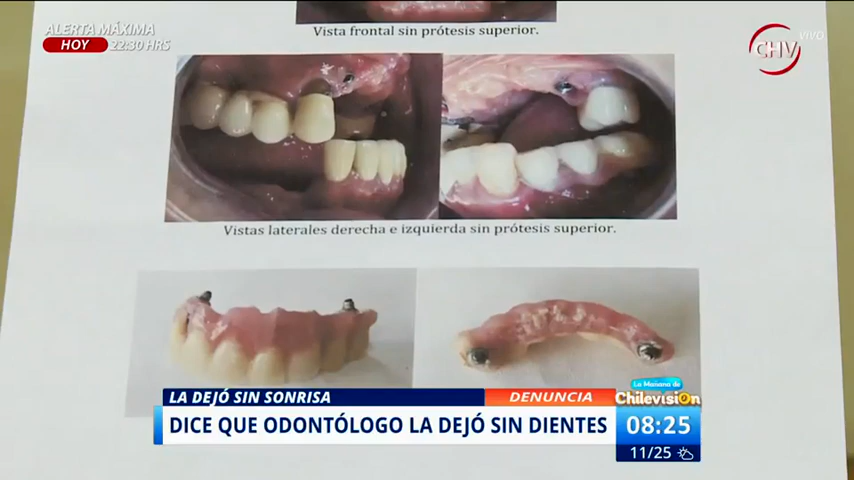 ALERTA MÁXIMA
HOY 22:30 HRS
CHV VIVO
Vista frontal sin prótesis superior.
Vistas laterales derecha e izquierda sin prótesis superior.
LA DEJÓ SIN SONRISA
DENUNCIA
DICE QUE ODONTÓLOGO LA DEJÓ SIN DIENTES
La Mañana de
Chilevisión
08:25
11/25